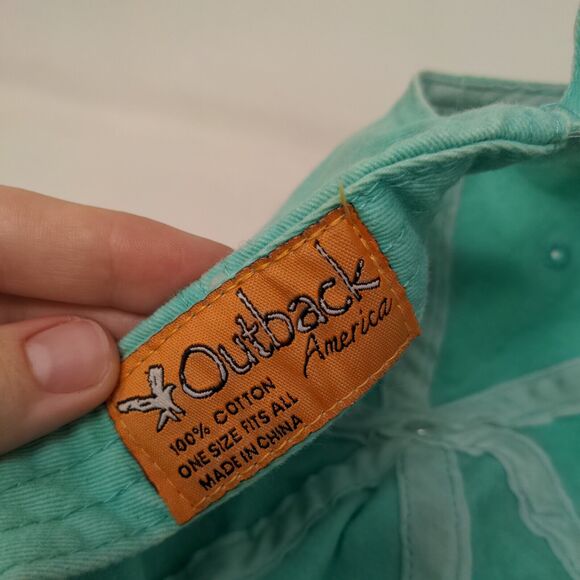 Outback
America
100% COTTON
ONE SIZE FITS ALL
MADE IN CHINA